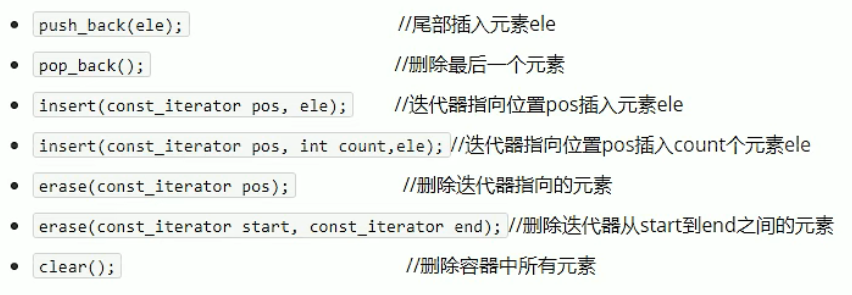 • push_back(ele); //尾部插入元素ele
• pop_back(); //删除最后一个元素
• insert(const_iterator pos, ele); //迭代器指向位置pos插入元素ele
• insert(const_iterator pos, int count,ele);//迭代器指向位置pos插入count个元素ele
• erase(const_iterator pos); //删除迭代器指向的元素
• erase(const_iterator start, const_iterator end);//删除迭代器从start到end之间的元素
• clear(); //删除容器中所有元素